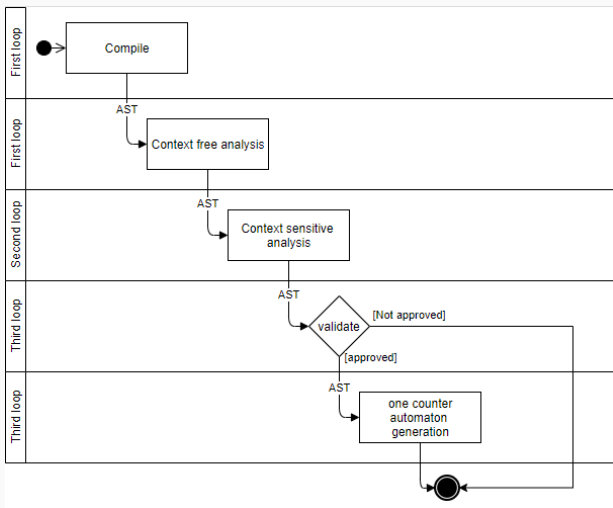 First loop
Compile
AST
First loop
Context free analysis
AST
Second loop
Context sensitive
analysis
AST
Third loop
validate
[Not approved]
[approved]
AST
Third loop
one counter
automaton
generation